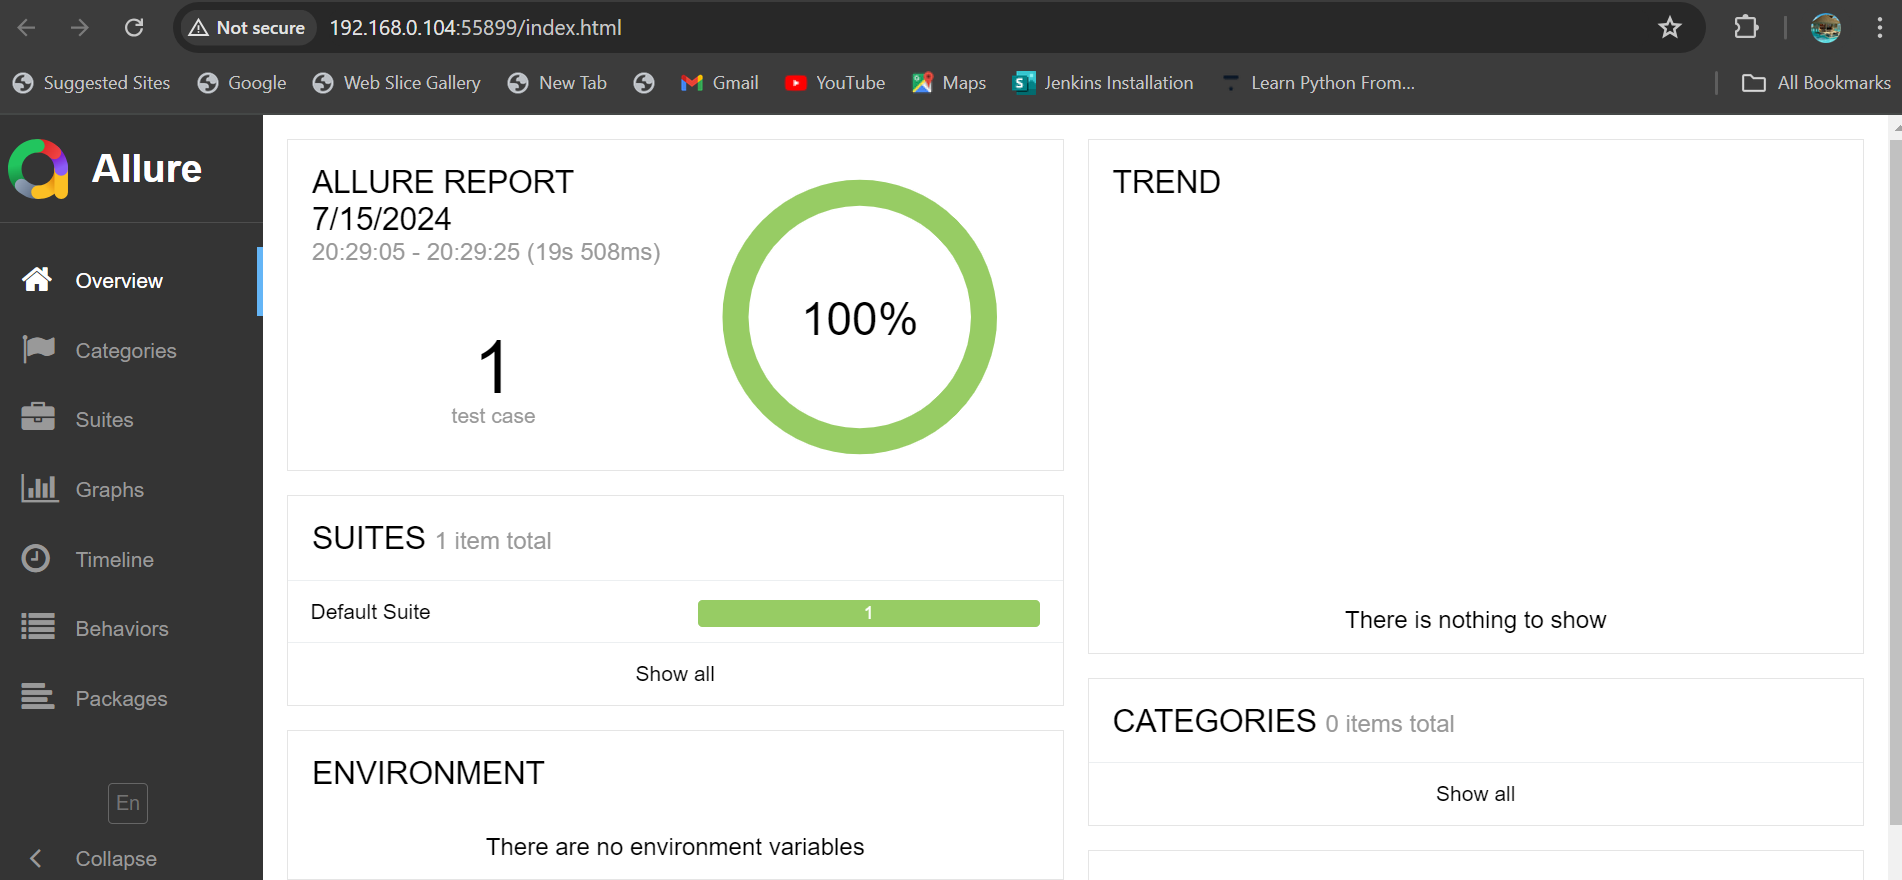 Not secure
192.168.0.104:55899/index.html
Suggested Sites
Google
Web Slice Gallery
New Tab
Gmail
YouTube
Maps
Jenkins Installation
Learn Python From...
All Bookmarks
Allure
Overview
Categories
Suites
Graphs
Timeline
Behaviors
Packages
En
Collapse
ALLURE REPORT
7/15/2024
20:29:05 - 20:29:25 (19s 508ms)
1
test case
100%
SUITES 1 item total
Default Suite
1
Show all
ENVIRONMENT
There are no environment variables
TREND
There is nothing to show
CATEGORIES 0 items total
Show all